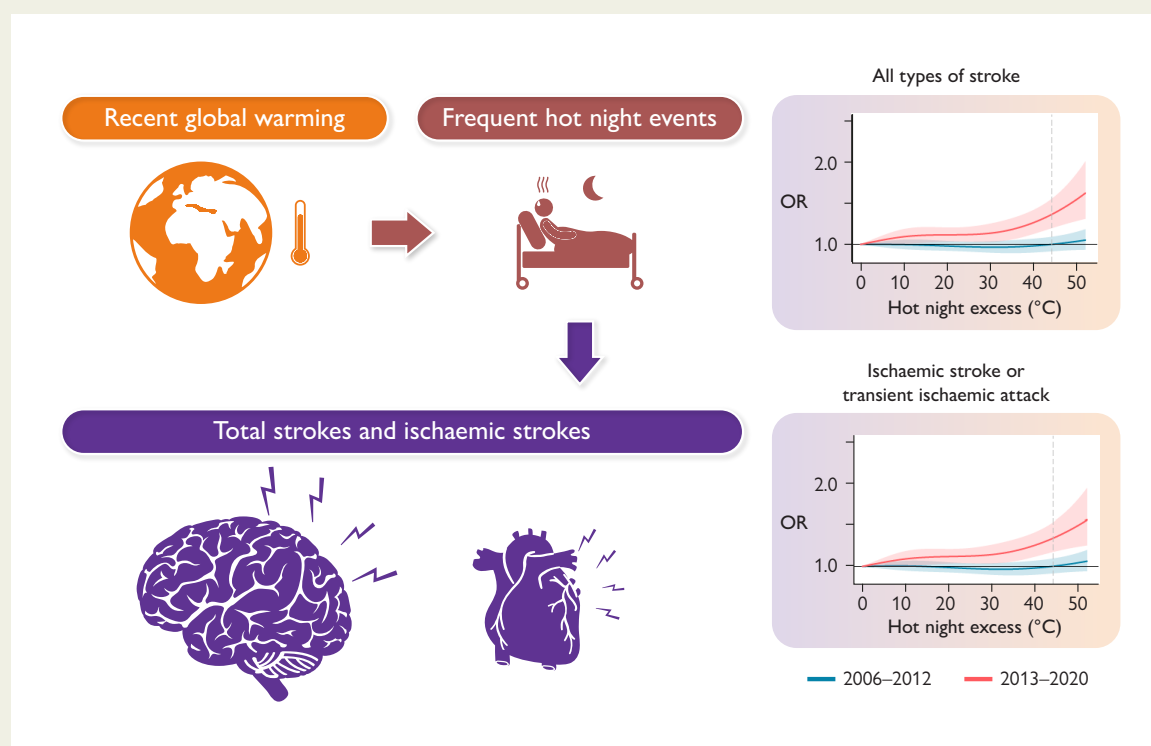 Recent global warming
Frequent hot night events
Total strokes and ischaemic strokes
All types of stroke
2.0
OR
1.0
0 10 20 30 40 50
Hot night excess (°C)
Ischaemic stroke or
transient ischaemic attack
2.0
OR
1.0
0 10 20 30 40 50
Hot night excess (°C)
2006–2012 2013–2020